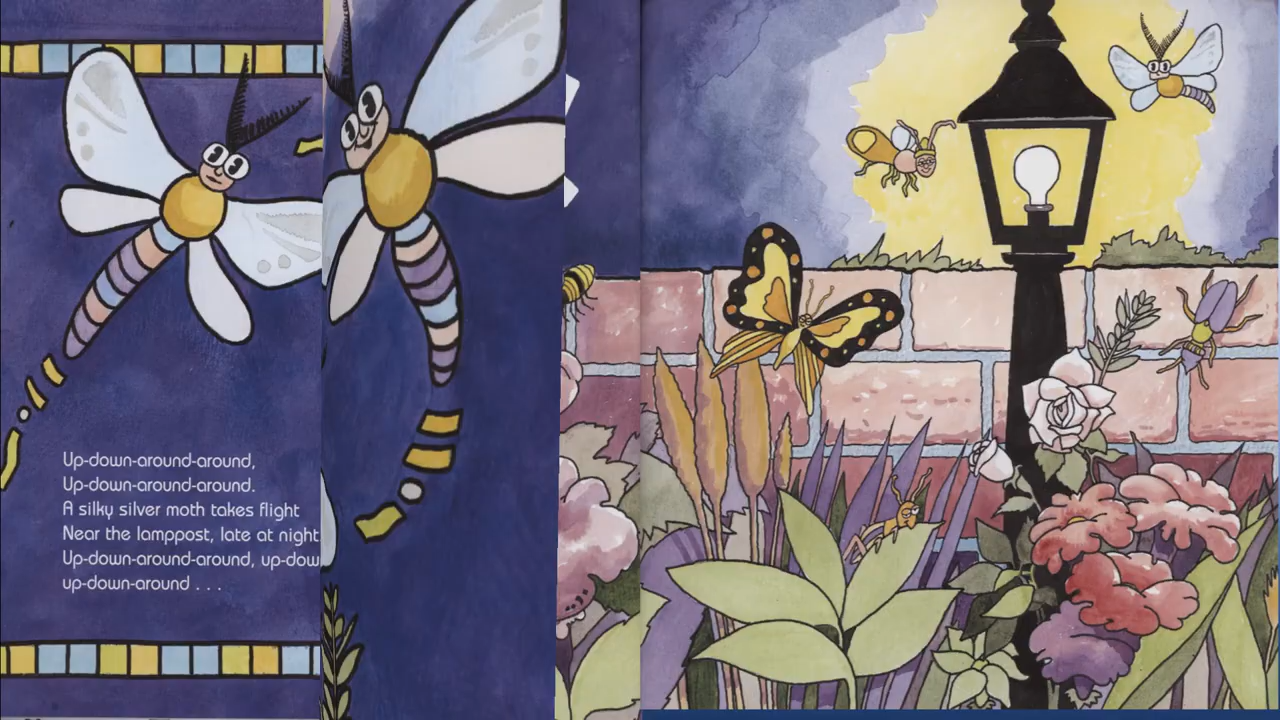 Up-down-around-around,
Up-down-around-around.
A silky silver moth takes flight
Near the lamppost, late at night
Up-down-around-around, up-dow
up-down-around . . .